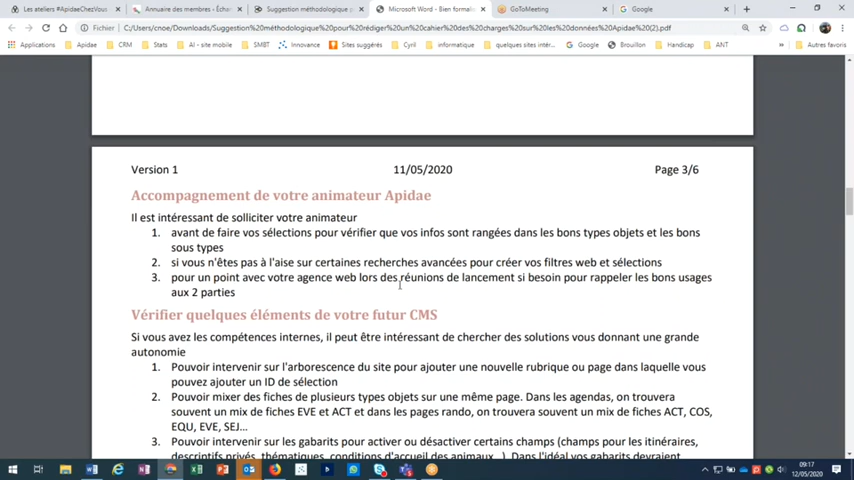 Les ateliers #ApidaeChezVous
Annuaire des membres - Échan
Suggestion méthodologique p
Microsoft Word - Bien formalis
GoToMeeting
Google
Fichier
C:/Users/cnoe/Downloads/Suggestion%20méthodologique%20pour%20rédiger%20un%20cahier%20des%20charges%20sur%20les%20données%20Apidae%20(2).pdf
Applications
Apidae
CRM
Stats
AI - site mobile
SMBT
Innovance
Sites suggérés
Cyril
informatique
quelques sites intér...
Google
Brouillon
Handicap
ANT
»
Autres favoris
Version 1
11/05/2020
Page 3/6
Accompagnement de votre animateur Apidae
Il est intéressant de solliciter votre animateur
1. avant de faire vos sélections pour vérifier que vos infos sont rangées dans les bons types objets et les bons
sous types
2. si vous n'êtes pas à l'aise sur certaines recherches avancées pour créer vos filtres web et sélections
3. pour un point avec votre agence web lors des réunions de lancement si besoin pour rappeler les bons usages
aux 2 parties
Vérifier quelques éléments de votre futur CMS
Si vous avez les compétences internes, il peut être intéressant de chercher des solutions vous donnant une grande
autonomie
1. Pouvoir intervenir sur l'arborescence du site pour ajouter une nouvelle rubrique ou page dans laquelle vous
pouvez ajouter un ID de sélection
2. Pouvoir mixer des fiches de plusieurs types objets sur une même page. Dans les agendas, on trouvera
souvent un mix de fiches EVE et ACT et dans les pages rando, on trouvera souvent un mix de fiches ACT, COS,
EQU, EVE, SEJ...
3. Pouvoir intervenir sur les gabarits pour activer ou désactiver certains champs (champs pour les itinéraires,
descriptifs privés, thématiques, conditions d'accueil des animaux...). Dans l'idéal vos gabarits devraient
09:17
12/05/2020